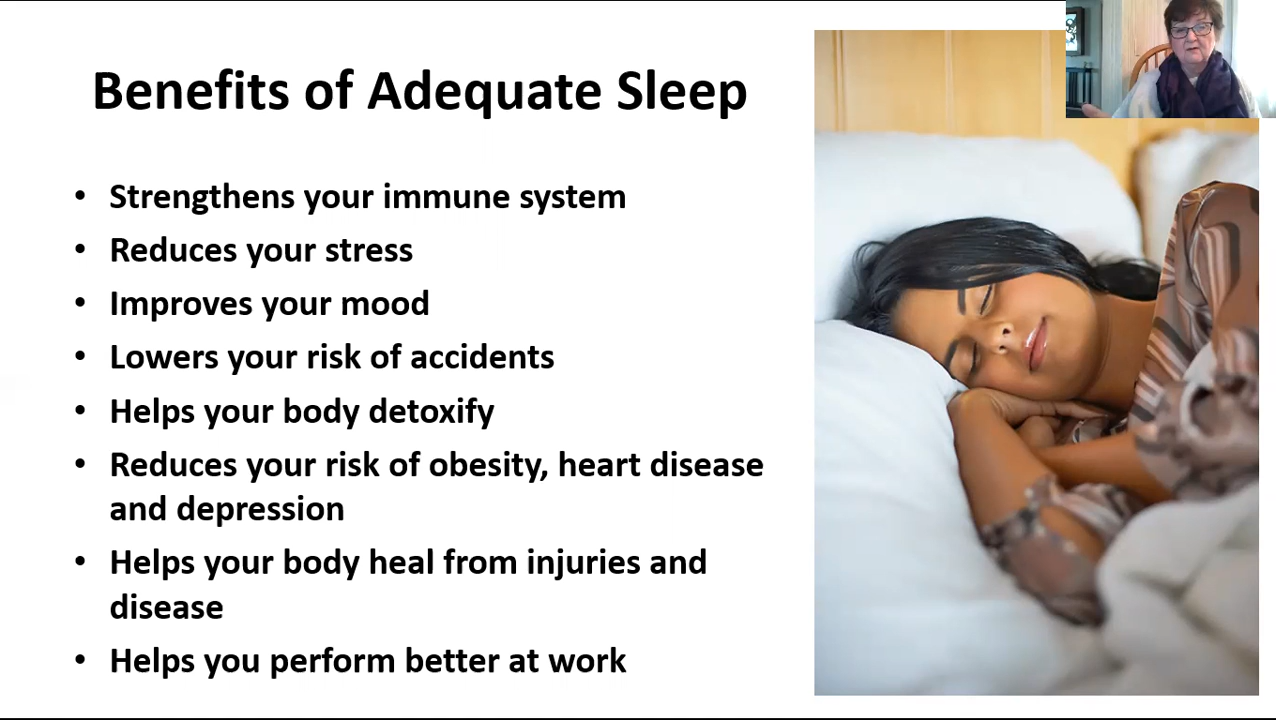 Benefits of Adequate Sleep
• Strengthens your immune system
• Reduces your stress
• Improves your mood
• Lowers your risk of accidents
• Helps your body detoxify
• Reduces your risk of obesity, heart disease
and depression
• Helps your body heal from injuries and
disease
• Helps you perform better at work